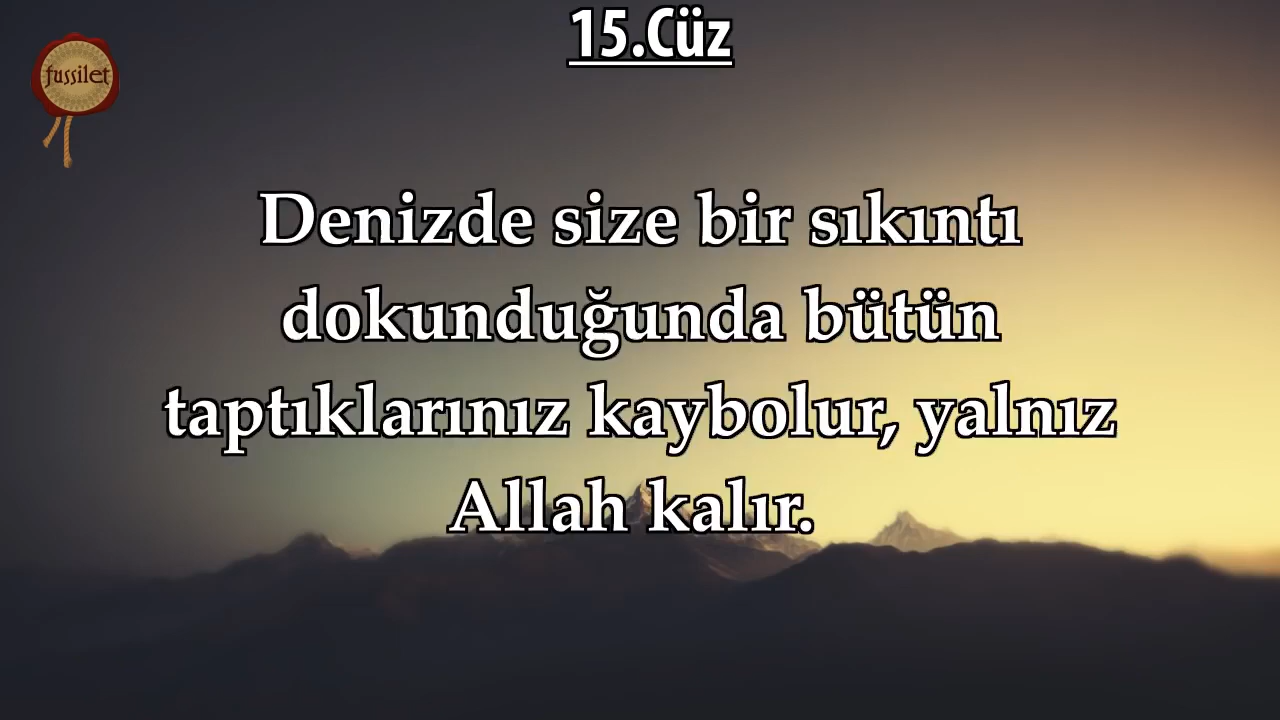 15.Cüz
fussilet
Denizde size bir sıkıntı
dokunduğunda bütün
taptıklarınız kaybolur, yalnız
Allah kalır.